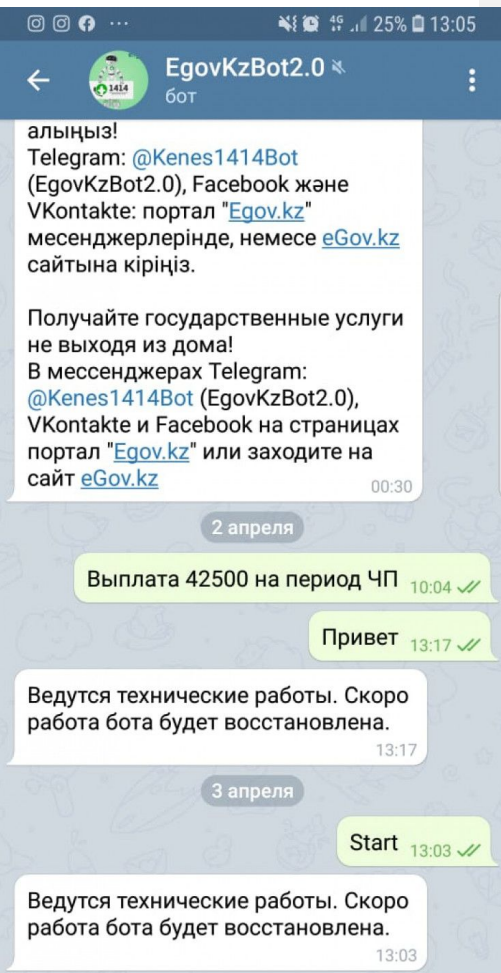 4G 25% 13:05
EgovKzBot2.0
1414
бот
алыңыз!
Telegram: @Kenes1414Bot
(EgovKzBot2.0), Facebook және
VKontakte: портал "Egov.kz"
месенджерлерінде, немесе eGov.kz
сайтына кіріңіз.
Получайте государственные услуги
не выходя из дома!
В мессенджерах Telegram:
@Kenes1414Bot (EgovKzBot2.0),
VKontakte и Facebook на страницах
портал "Egov.kz" или заходите на
сайт eGov.kz
00:30
2 апреля
Выплата 42500 на период ЧП 10:04
Привет 13:17
Ведутся технические работы. Скоро
работа бота будет восстановлена.
13:17
3 апреля
Start 13:03
Ведутся технические работы. Скоро
работа бота будет восстановлена.
13:03